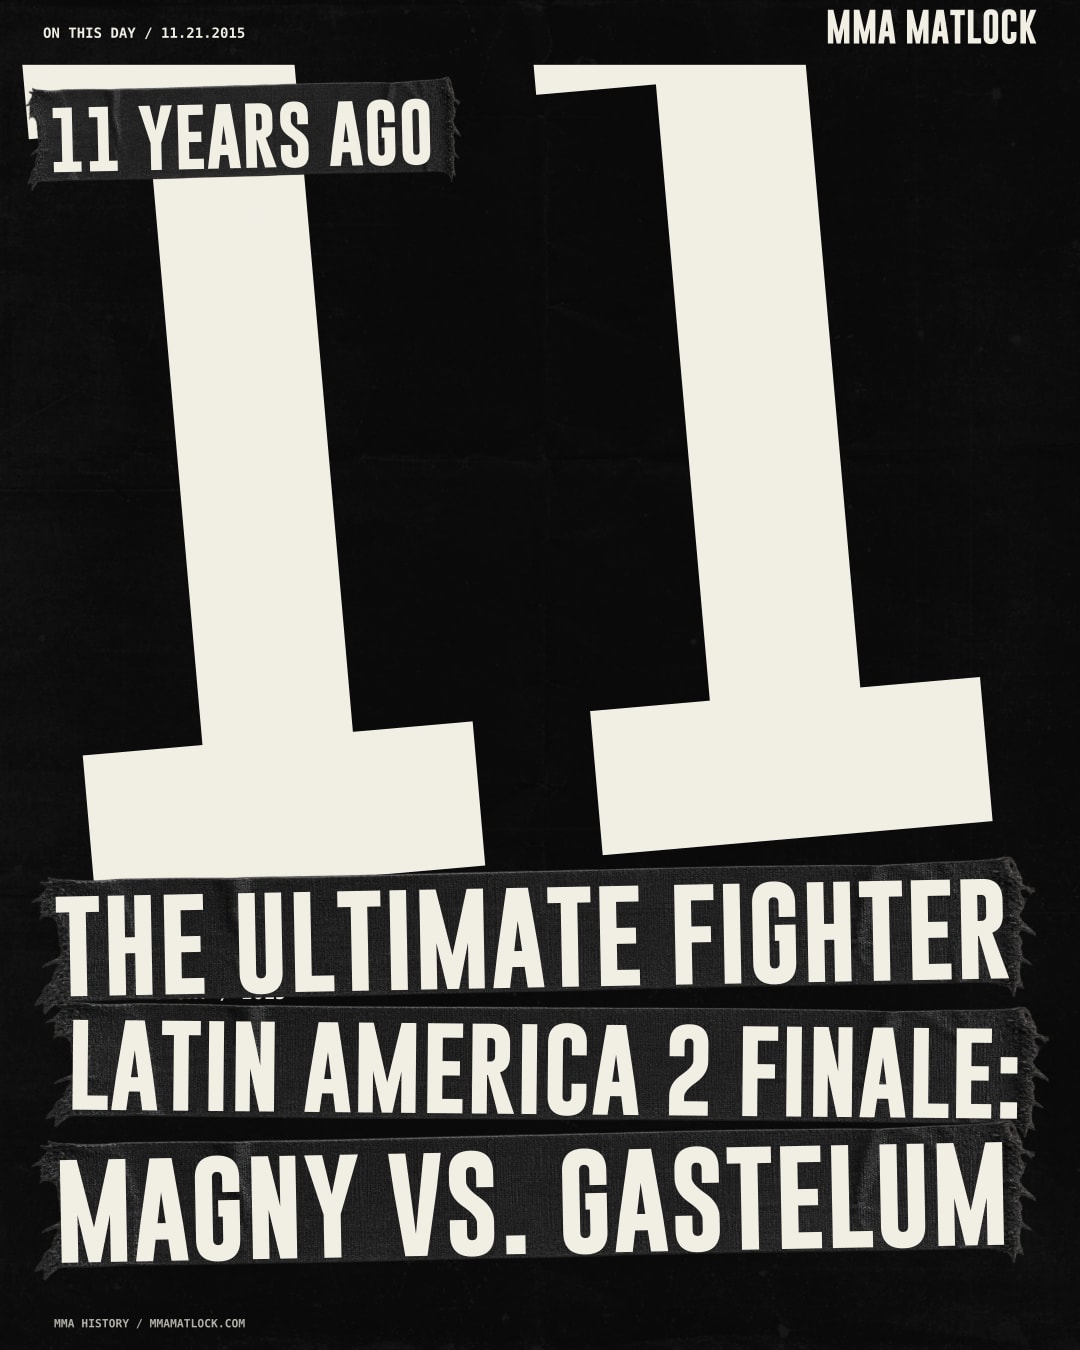 ON THIS DAY / 11.21.2015
MMA MATLOCK
11 YEARS AGO
11
THE ULTIMATE FIGHTER
LATIN AMERICA 2 FINALE:
MAGNY VS. GASTELUM
MMA HISTORY / MMAMATLOCK.COM